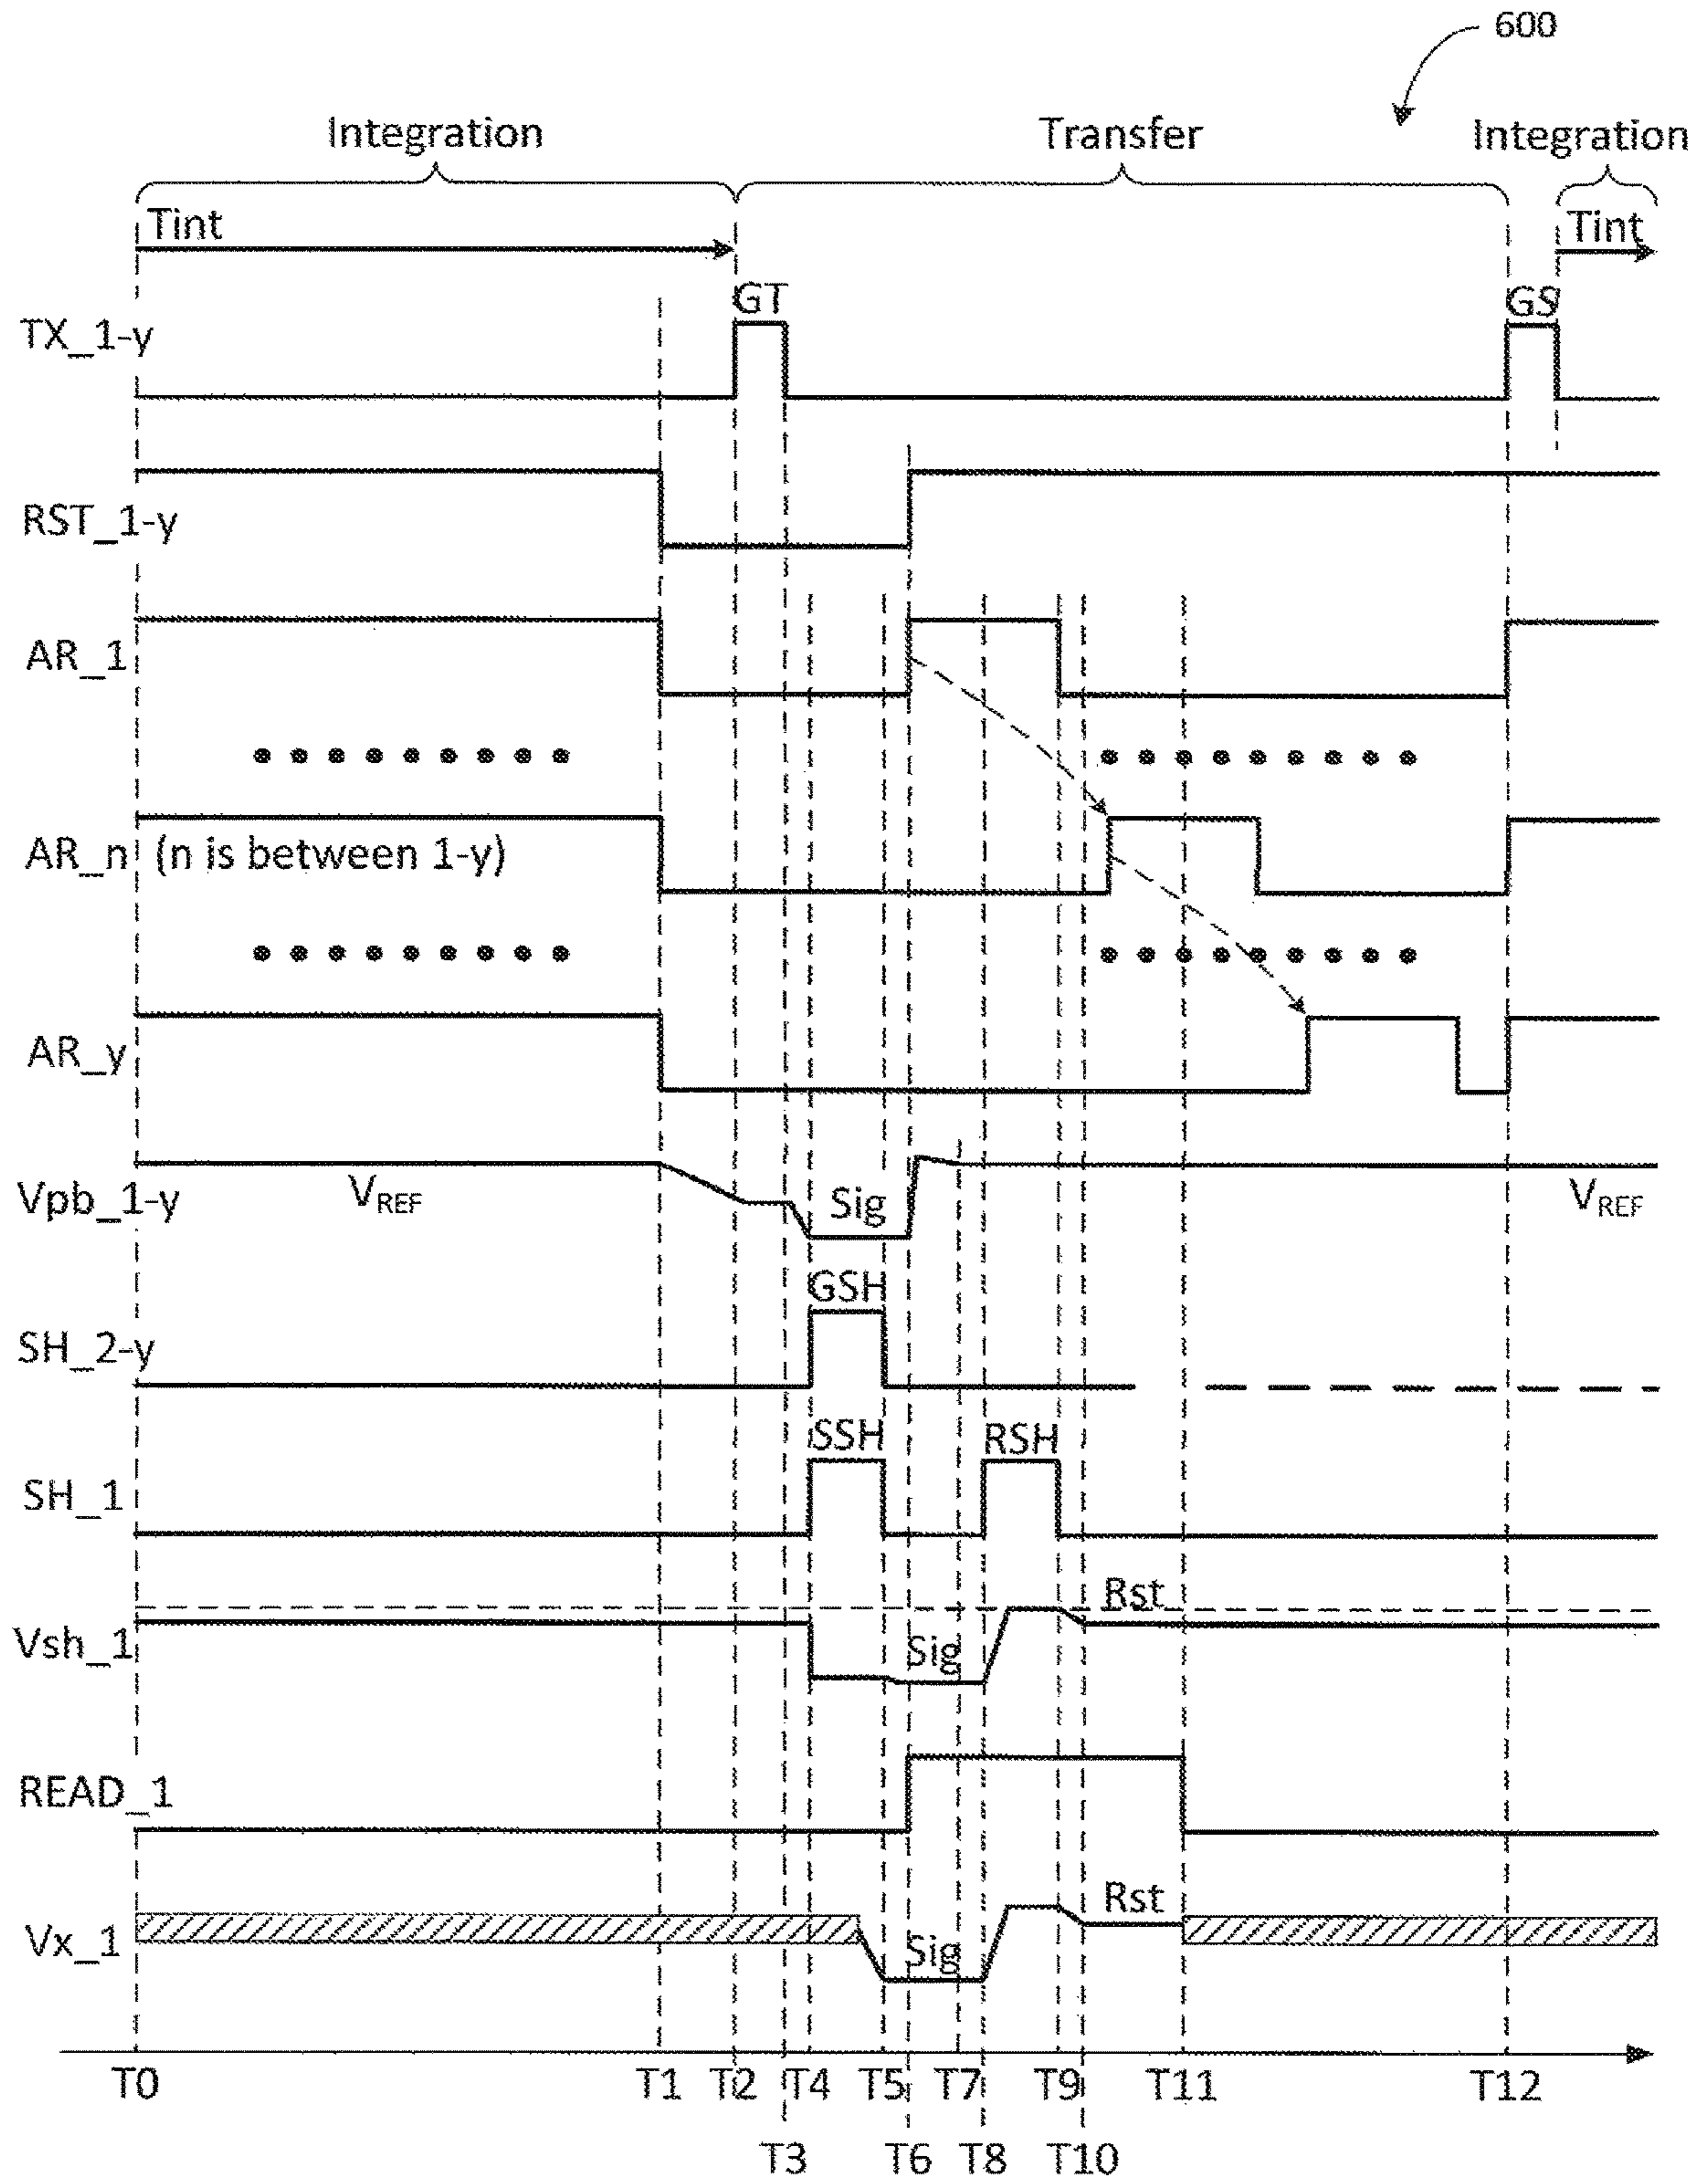 600
Integration
Transfer
Integration
Tint
Tint
GT
GS
TX_1-y
RST_1-y
AR_1
AR_n (n is between 1-y)
AR_y
Vpb_1-y
VREF
Sig
VREF
GSH
SH_2-y
SSH
RSH
SH_1
Rst
Vsh_1
Sig
READ_1
Rst
Vx_1
Sig
T0 T1 T2 T4 T5 T7 T9 T11 T12
T3 T6 T8 T10